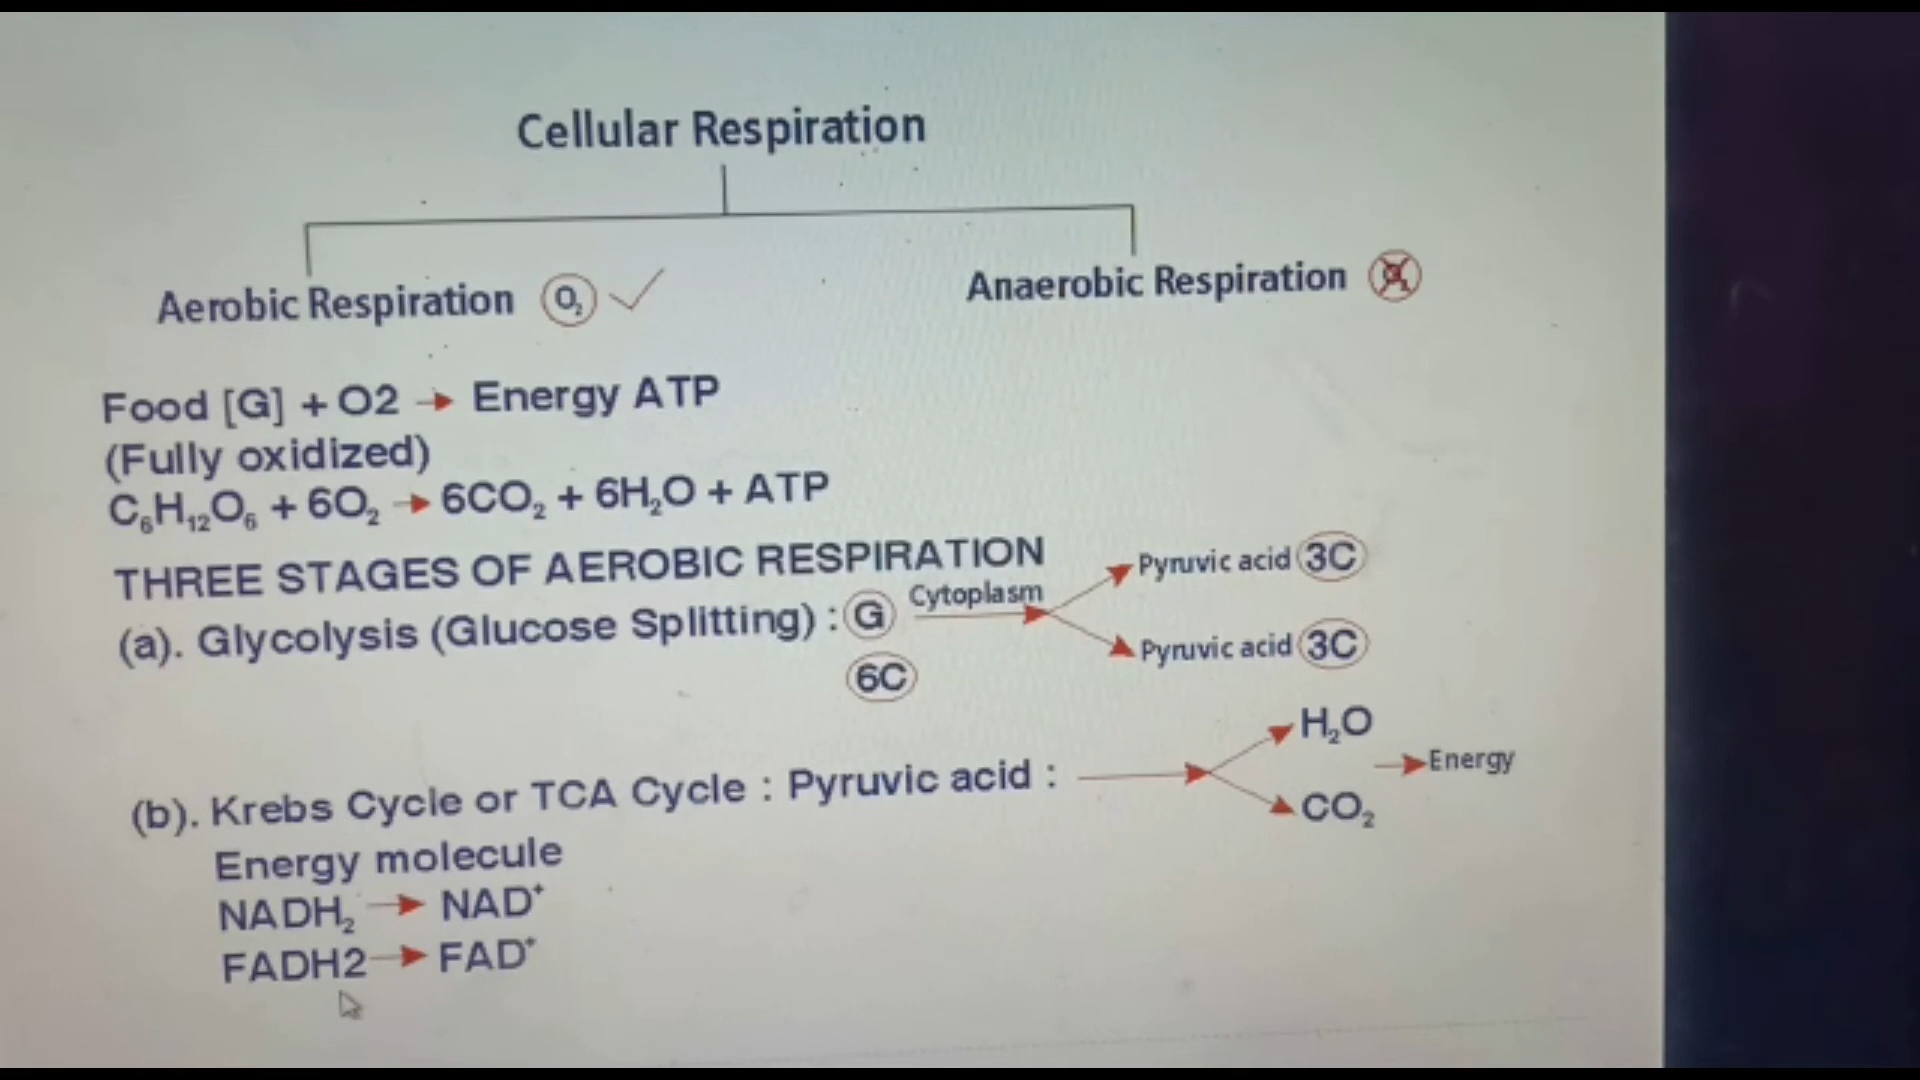 Cellular Respiration
Aerobic Respiration O₂
Anaerobic Respiration
Food [G] + O2 → Energy ATP
(Fully oxidized)
C₆H₁₂O₆ + 6O₂ → 6CO₂ + 6H₂O + ATP
THREE STAGES OF AEROBIC RESPIRATION
(a). Glycolysis (Glucose Splitting) : G Cytoplasm
Pyruvic acid 3C
Pyruvic acid 3C
6C
(b). Krebs Cycle or TCA Cycle : Pyruvic acid :
H₂O
→ Energy
CO₂
Energy molecule
NADH₂ → NAD⁺
FADH2 → FAD⁺